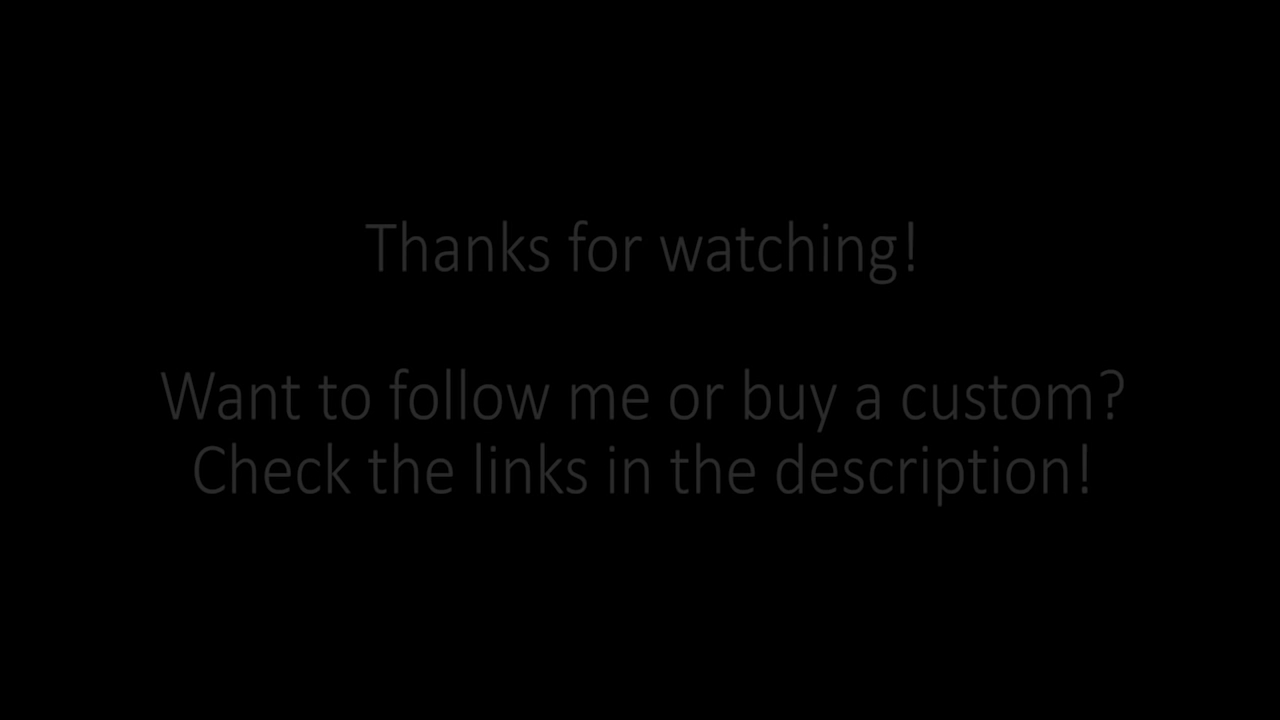 Thanks for watching!
Want to follow me or buy a custom?
Check the links in the description!